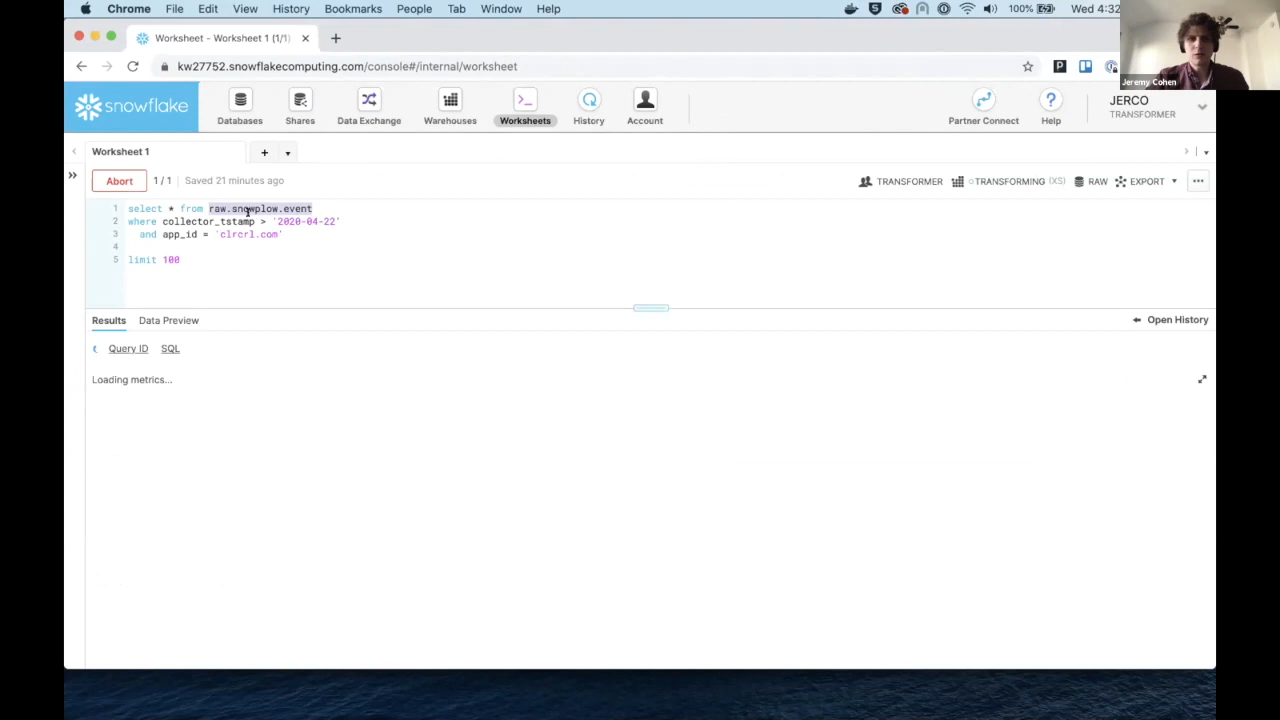 Chrome File Edit View History Bookmarks People Tab Window Help 100% Wed 4:32
Worksheet - Worksheet 1 (1/1)
kw27752.snowflakecomputing.com/console#/internal/worksheet
Jeremy Cohen
snowflake
Databases Shares Data Exchange Warehouses Worksheets History Account Partner Connect Help
JERCO
TRANSFORMER
Worksheet 1
Abort 1 / 1 Saved 21 minutes ago TRANSFORMER TRANSFORMING (XS) RAW EXPORT
1 select * from raw.snowplow.event
2 where collector_tstamp > '2020-04-22'
3 and app_id = 'clrcrl.com'
4
5 limit 100
Results Data Preview Open History
Query ID SQL
Loading metrics...